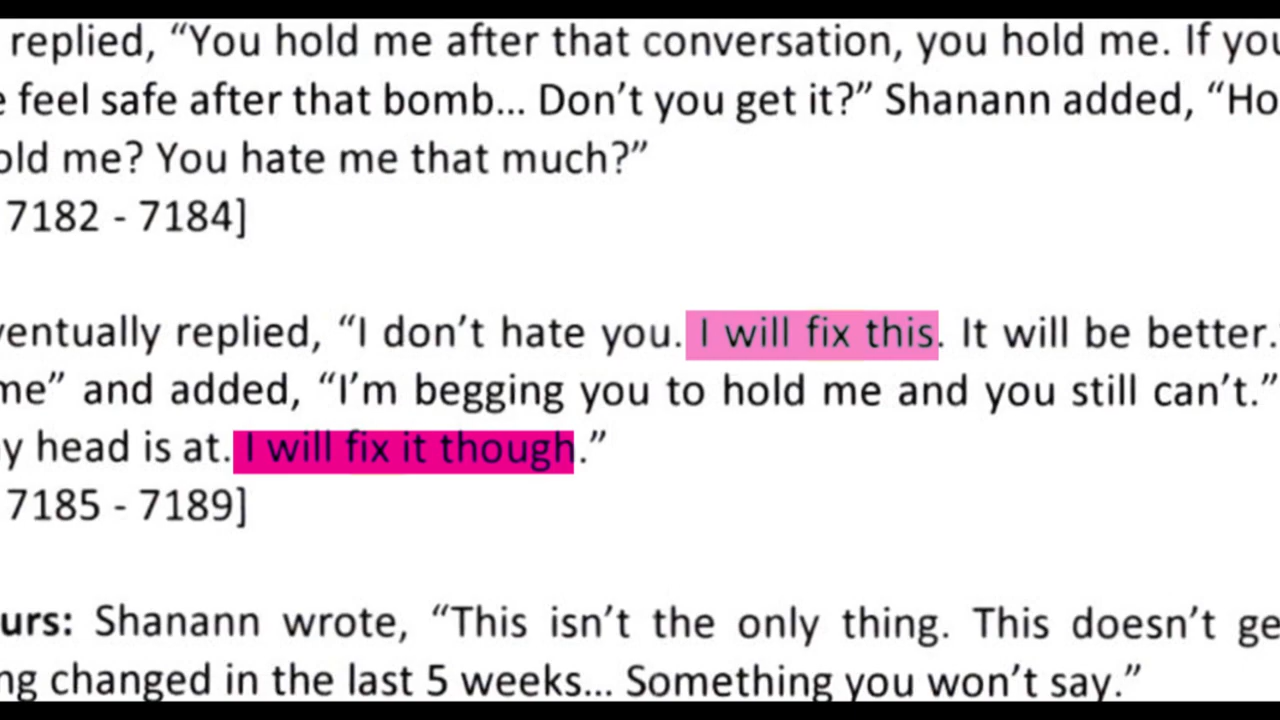 replied, “You hold me after that conversation, you hold me. If you
feel safe after that bomb... Don’t you get it?” Shanann added, “Ho
old me? You hate me that much?”
7182 - 7184]
ventually replied, “I don’t hate you. I will fix this. It will be better.
me” and added, “I’m begging you to hold me and you still can’t.”
y head is at. I will fix it though.”
7185 - 7189]
urs: Shanann wrote, “This isn’t the only thing. This doesn’t ge
ng changed in the last 5 weeks... Something you won’t say.”